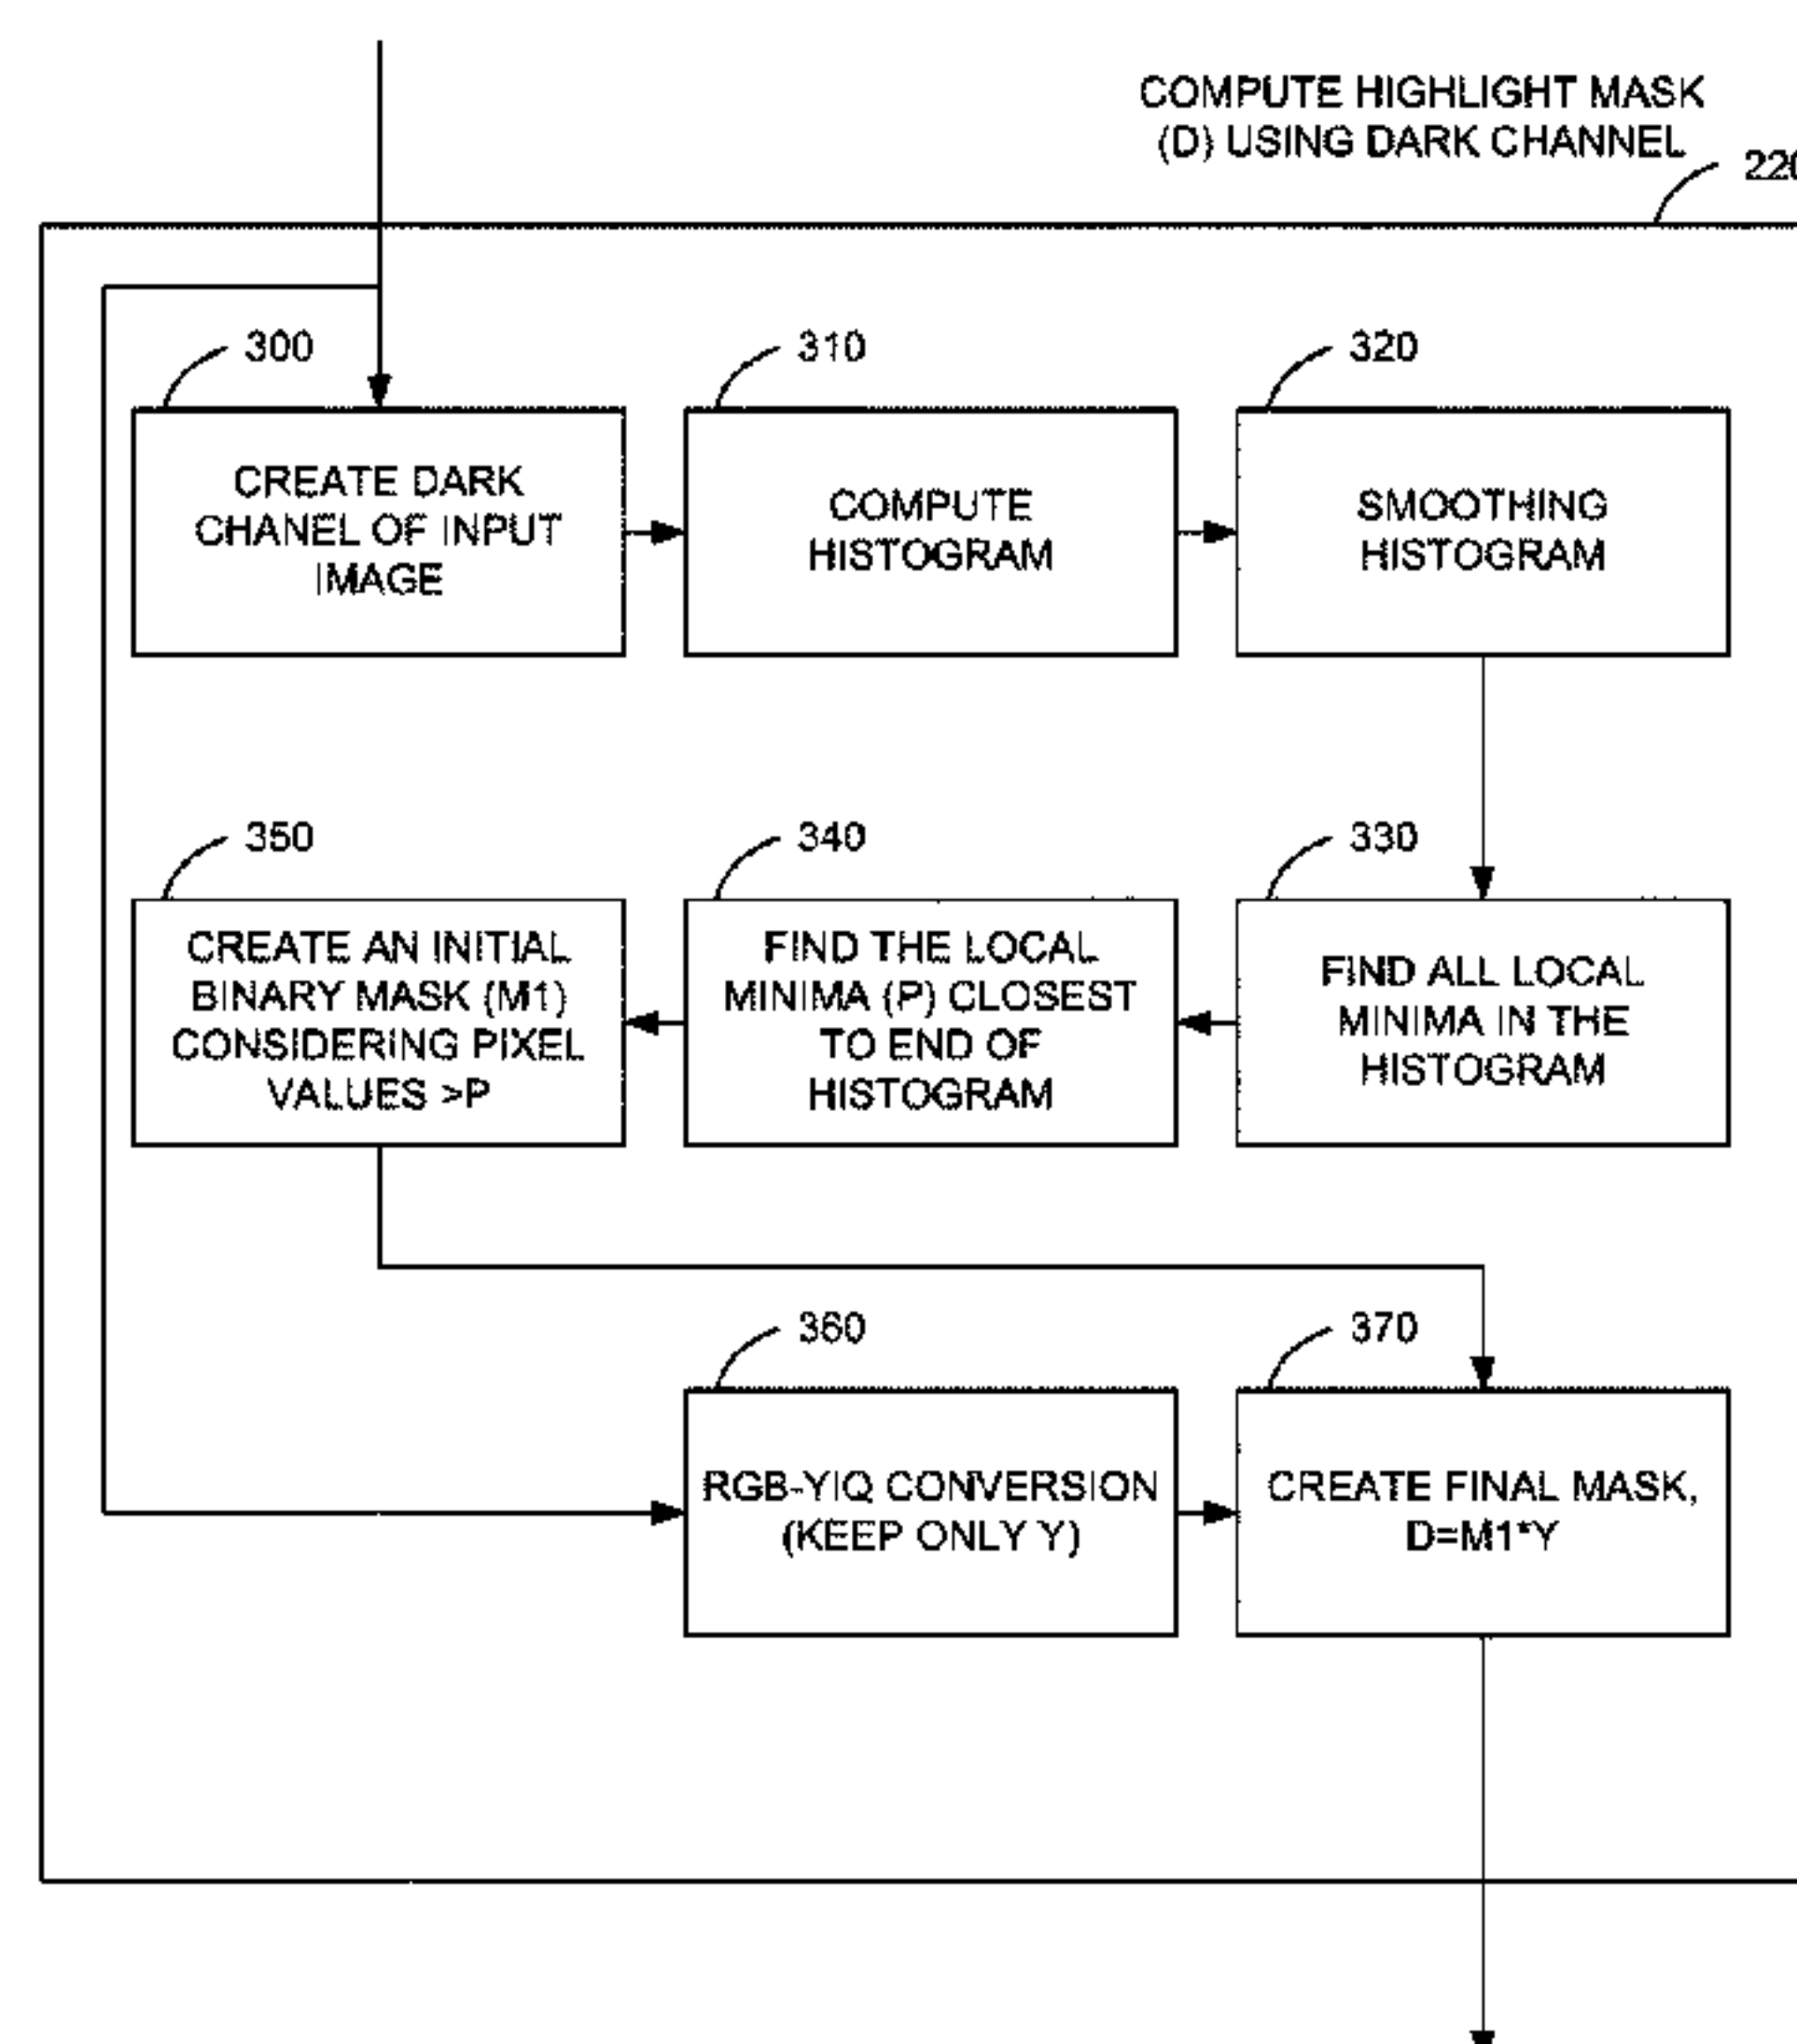 COMPUTE HIGHLIGHT MASK
(D) USING DARK CHANNEL
220
300
CREATE DARK
CHANEL OF INPUT
IMAGE
310
COMPUTE
HISTOGRAM
320
SMOOTHING
HISTOGRAM
350
CREATE AN INITIAL
BINARY MASK (M1)
CONSIDERING PIXEL
VALUES >P
340
FIND THE LOCAL
MINIMA (P) CLOSEST
TO END OF
HISTOGRAM
330
FIND ALL LOCAL
MINIMA IN THE
HISTOGRAM
360
RGB-YIQ CONVERSION
(KEEP ONLY Y)
370
CREATE FINAL MASK,
D=M1*Y